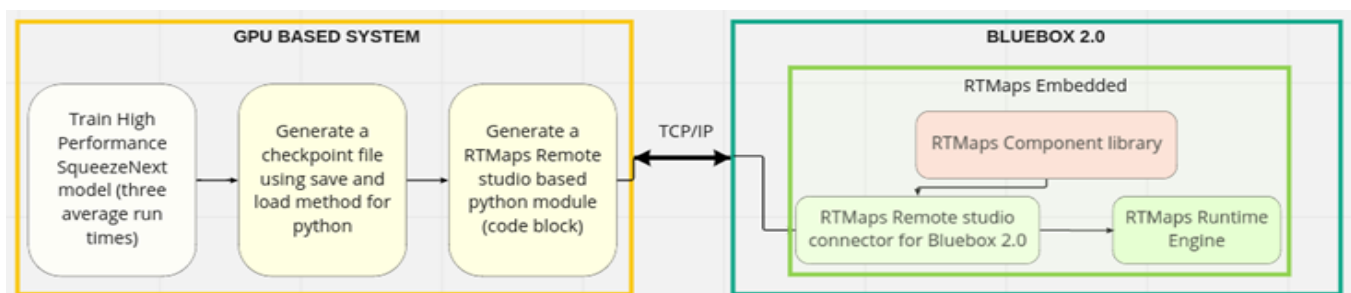 GPU BASED SYSTEM
Train High
Performance
SqueezeNext
model (three
average run
times)
Generate a
checkpoint file
using save and
load method for
python
Generate a
RTMaps Remote
studio based
python module
(code block)
TCP/IP
BLUEBOX 2.0
RTMaps Embedded
RTMaps Component library
RTMaps Remote studio
connector for Bluebox 2.0
RTMaps Runtime
Engine